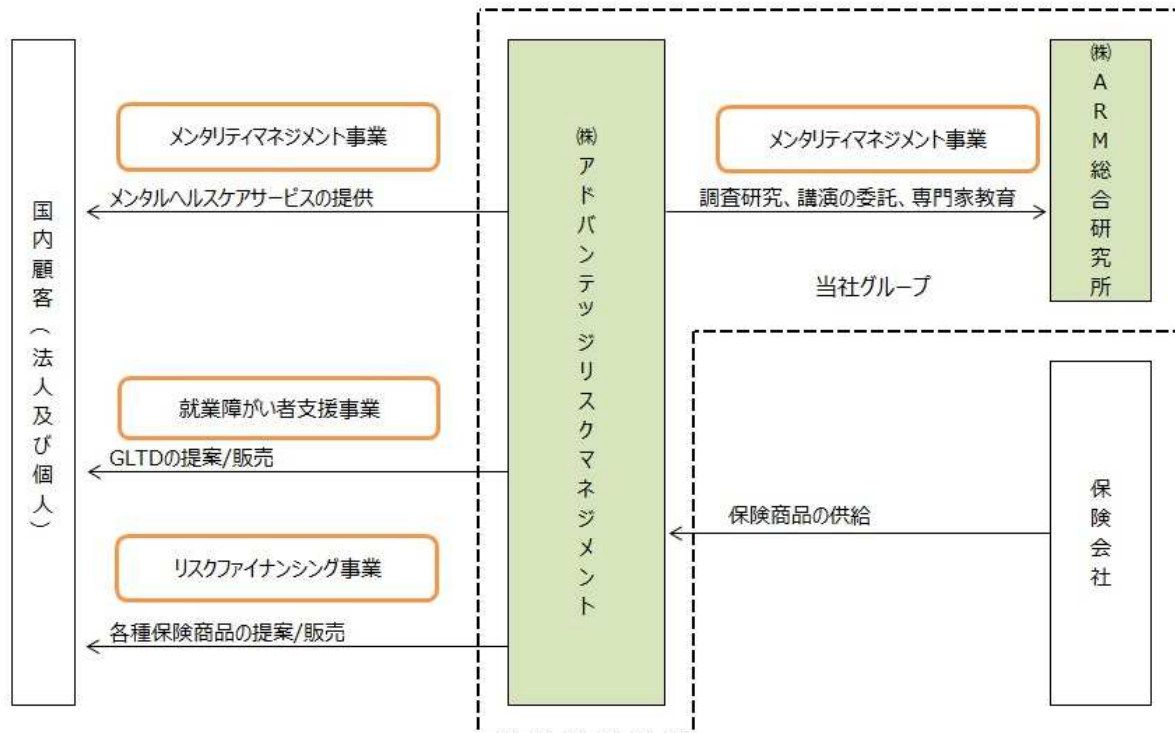 国内顧客（法人及び個人）
メンタリティマネジメント事業
メンタルヘルスケアサービスの提供
就業障がい者支援事業
GLTDの提案/販売
リスクファイナンシング事業
各種保険商品の提案/販売
㈱アドバンテッジリスクマネジメント
メンタリティマネジメント事業
調査研究、講演の委託、専門家教育
当社グループ
㈱ARM総合研究所
保険商品の供給
保険会社